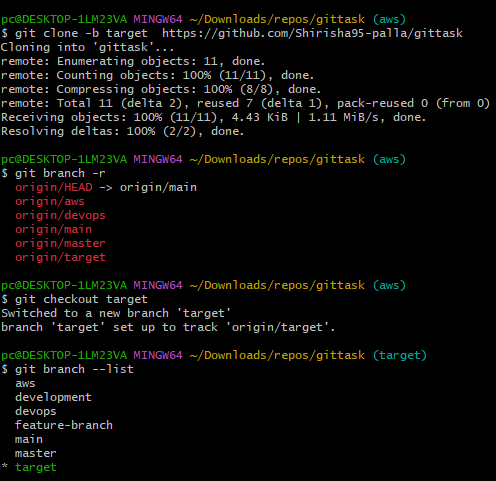 pc@DESKTOP-1LM23VA MINGW64 ~/Downloads/repos/gittask (aws)
$ git clone -b target  https://github.com/Shirisha95-palla/gittask
Cloning into 'gittask'...
remote: Enumerating objects: 11, done.
remote: Counting objects: 100% (11/11), done.
remote: Compressing objects: 100% (8/8), done.
remote: Total 11 (delta 2), reused 7 (delta 1), pack-reused 0 (from 0)
Receiving objects: 100% (11/11), 4.43 KiB | 1.11 MiB/s, done.
Resolving deltas: 100% (2/2), done.
pc@DESKTOP-1LM23VA MINGW64 ~/Downloads/repos/gittask (aws)
$ git branch -r
  origin/HEAD -> origin/main
  origin/aws
  origin/devops
  origin/main
  origin/master
  origin/target
pc@DESKTOP-1LM23VA MINGW64 ~/Downloads/repos/gittask (aws)
$ git checkout target
Switched to a new branch 'target'
branch 'target' set up to track 'origin/target'.
pc@DESKTOP-1LM23VA MINGW64 ~/Downloads/repos/gittask (target)
$ git branch --list
  aws
  development
  devops
  feature-branch
  main
  master
* target